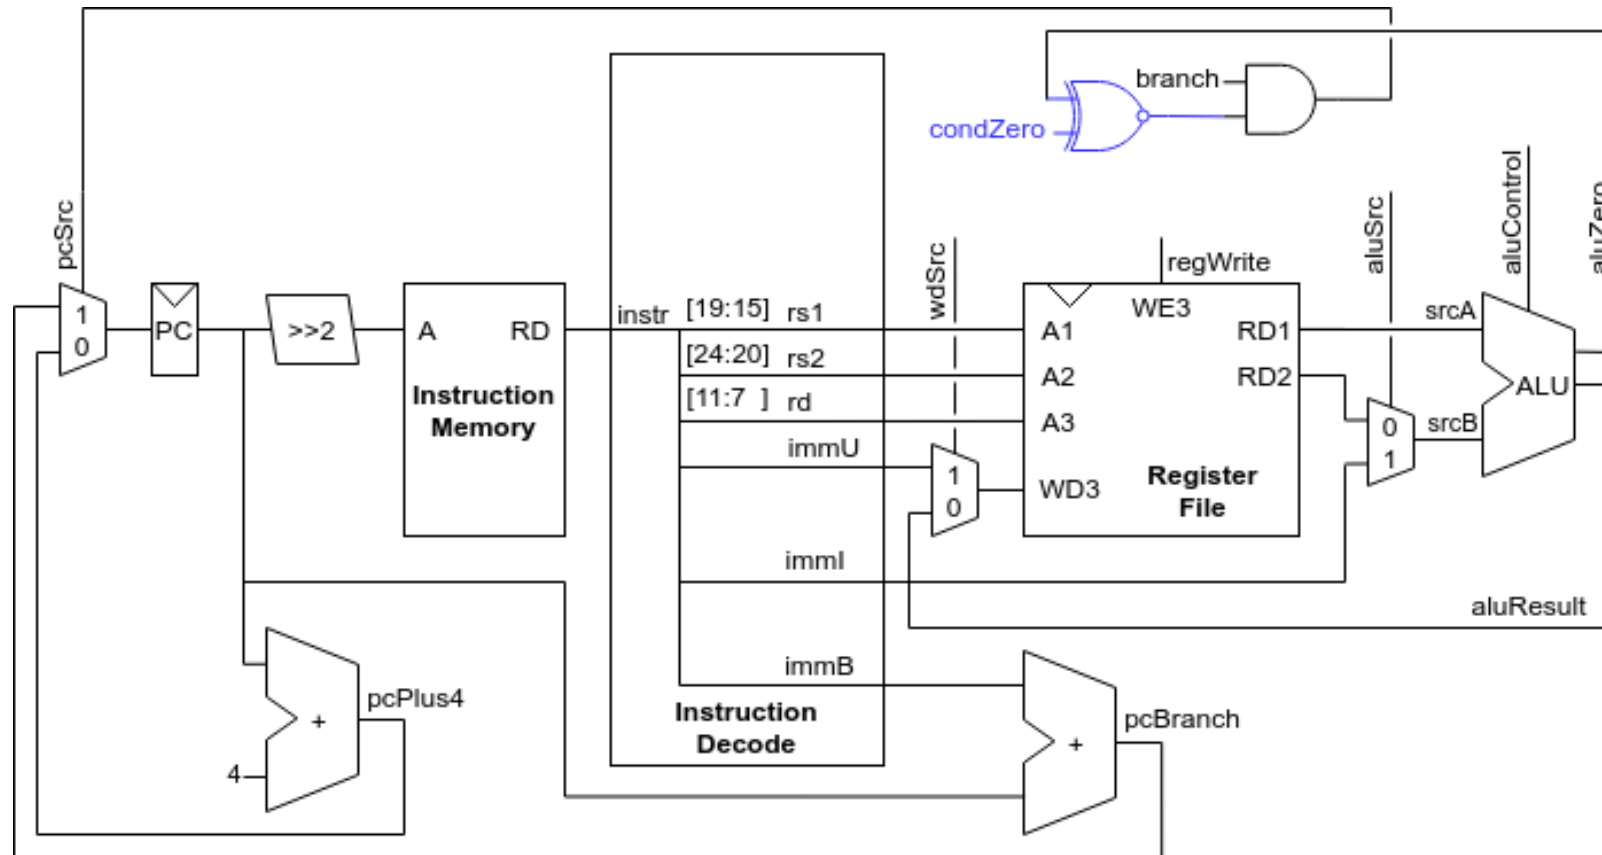 branch
condZero
pcSrc
aluControl
aluSrc
aluZero
wdSrc
regWrite
1
0
PC
>>2
A
RD
Instruction
Memory
instr
[19:15] rs1
[24:20] rs2
[11:7 ] rd
immU
1
0
WE3
A1
RD1
A2
RD2
A3
WD3
Register
File
srcA
0
1
srcB
ALU
immI
aluResult
immB
Instruction
Decode
pcPlus4
+
4
pcBranch
+